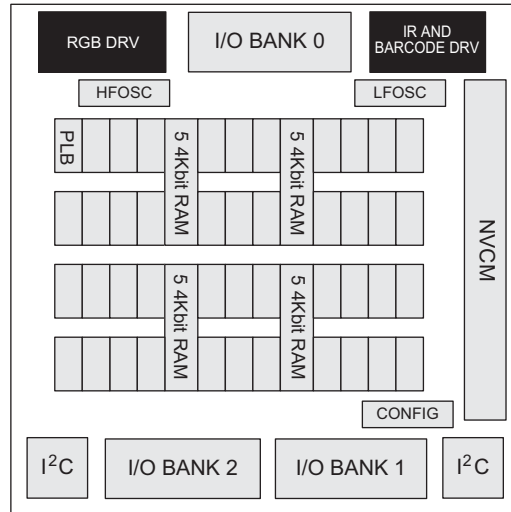 RGB DRV
I/O BANK 0
IR AND
BARCODE DRV
HFOSC
LFOSC
PLB
5 4Kbit RAM
5 4Kbit RAM
NVCM
5 4Kbit RAM
5 4Kbit RAM
CONFIG
I²C
I/O BANK 2
I/O BANK 1
I²C